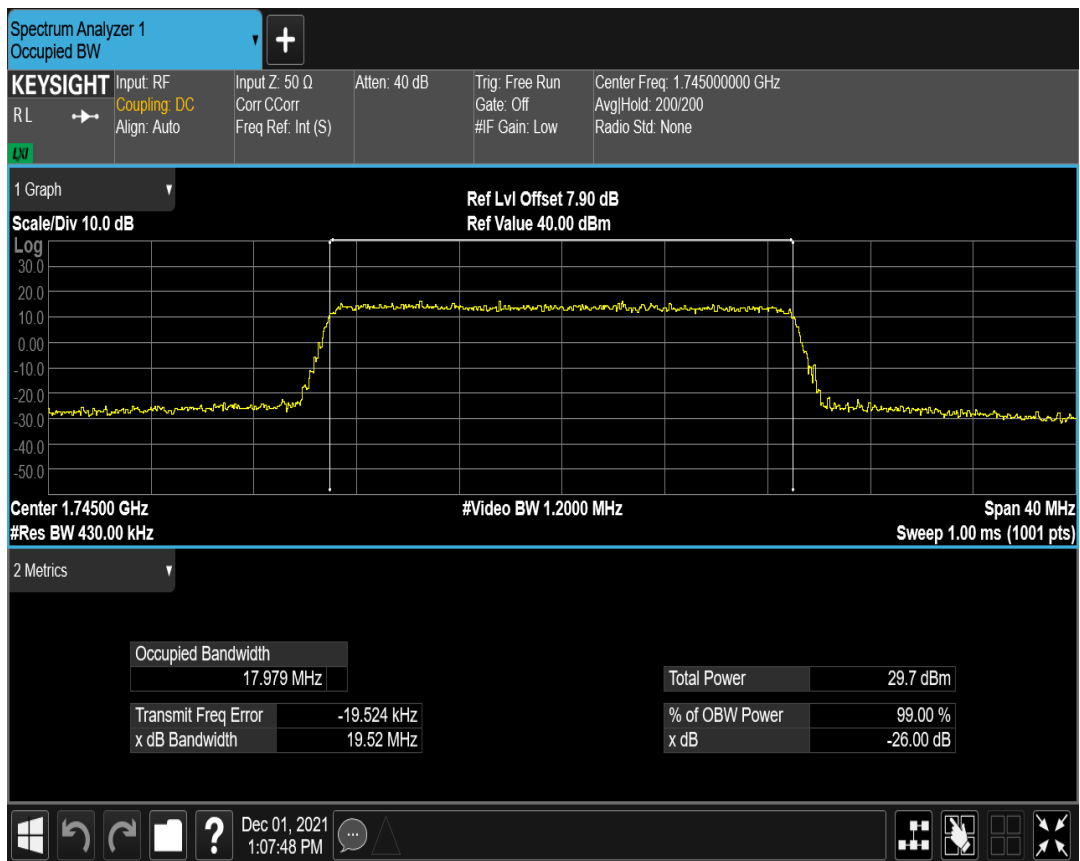 Spectrum Analyzer 1
Occupied BW
KEYSIGHT
RL
LXI
Input: RF
Coupling: DC
Align: Auto
Input Z: 50 Ω
Corr CCorr
Freq Ref: Int (S)
Atten: 40 dB
Trig: Free Run
Gate: Off
#IF Gain: Low
Center Freq: 1.745000000 GHz
Avg|Hold: 200/200
Radio Std: None
1 Graph
Scale/Div 10.0 dB
Ref Lvl Offset 7.90 dB
Ref Value 40.00 dBm
Log
30.0
20.0
10.0
0.00
-10.0
-20.0
-30.0
-40.0
-50.0
Center 1.74500 GHz
#Video BW 1.2000 MHz
Span 40 MHz
#Res BW 430.00 kHz
Sweep 1.00 ms (1001 pts)
2 Metrics
Occupied Bandwidth
17.979 MHz
Total Power 29.7 dBm
Transmit Freq Error -19.524 kHz
% of OBW Power 99.00 %
x dB Bandwidth 19.52 MHz
x dB -26.00 dB
?
Dec 01, 2021
1:07:48 PM